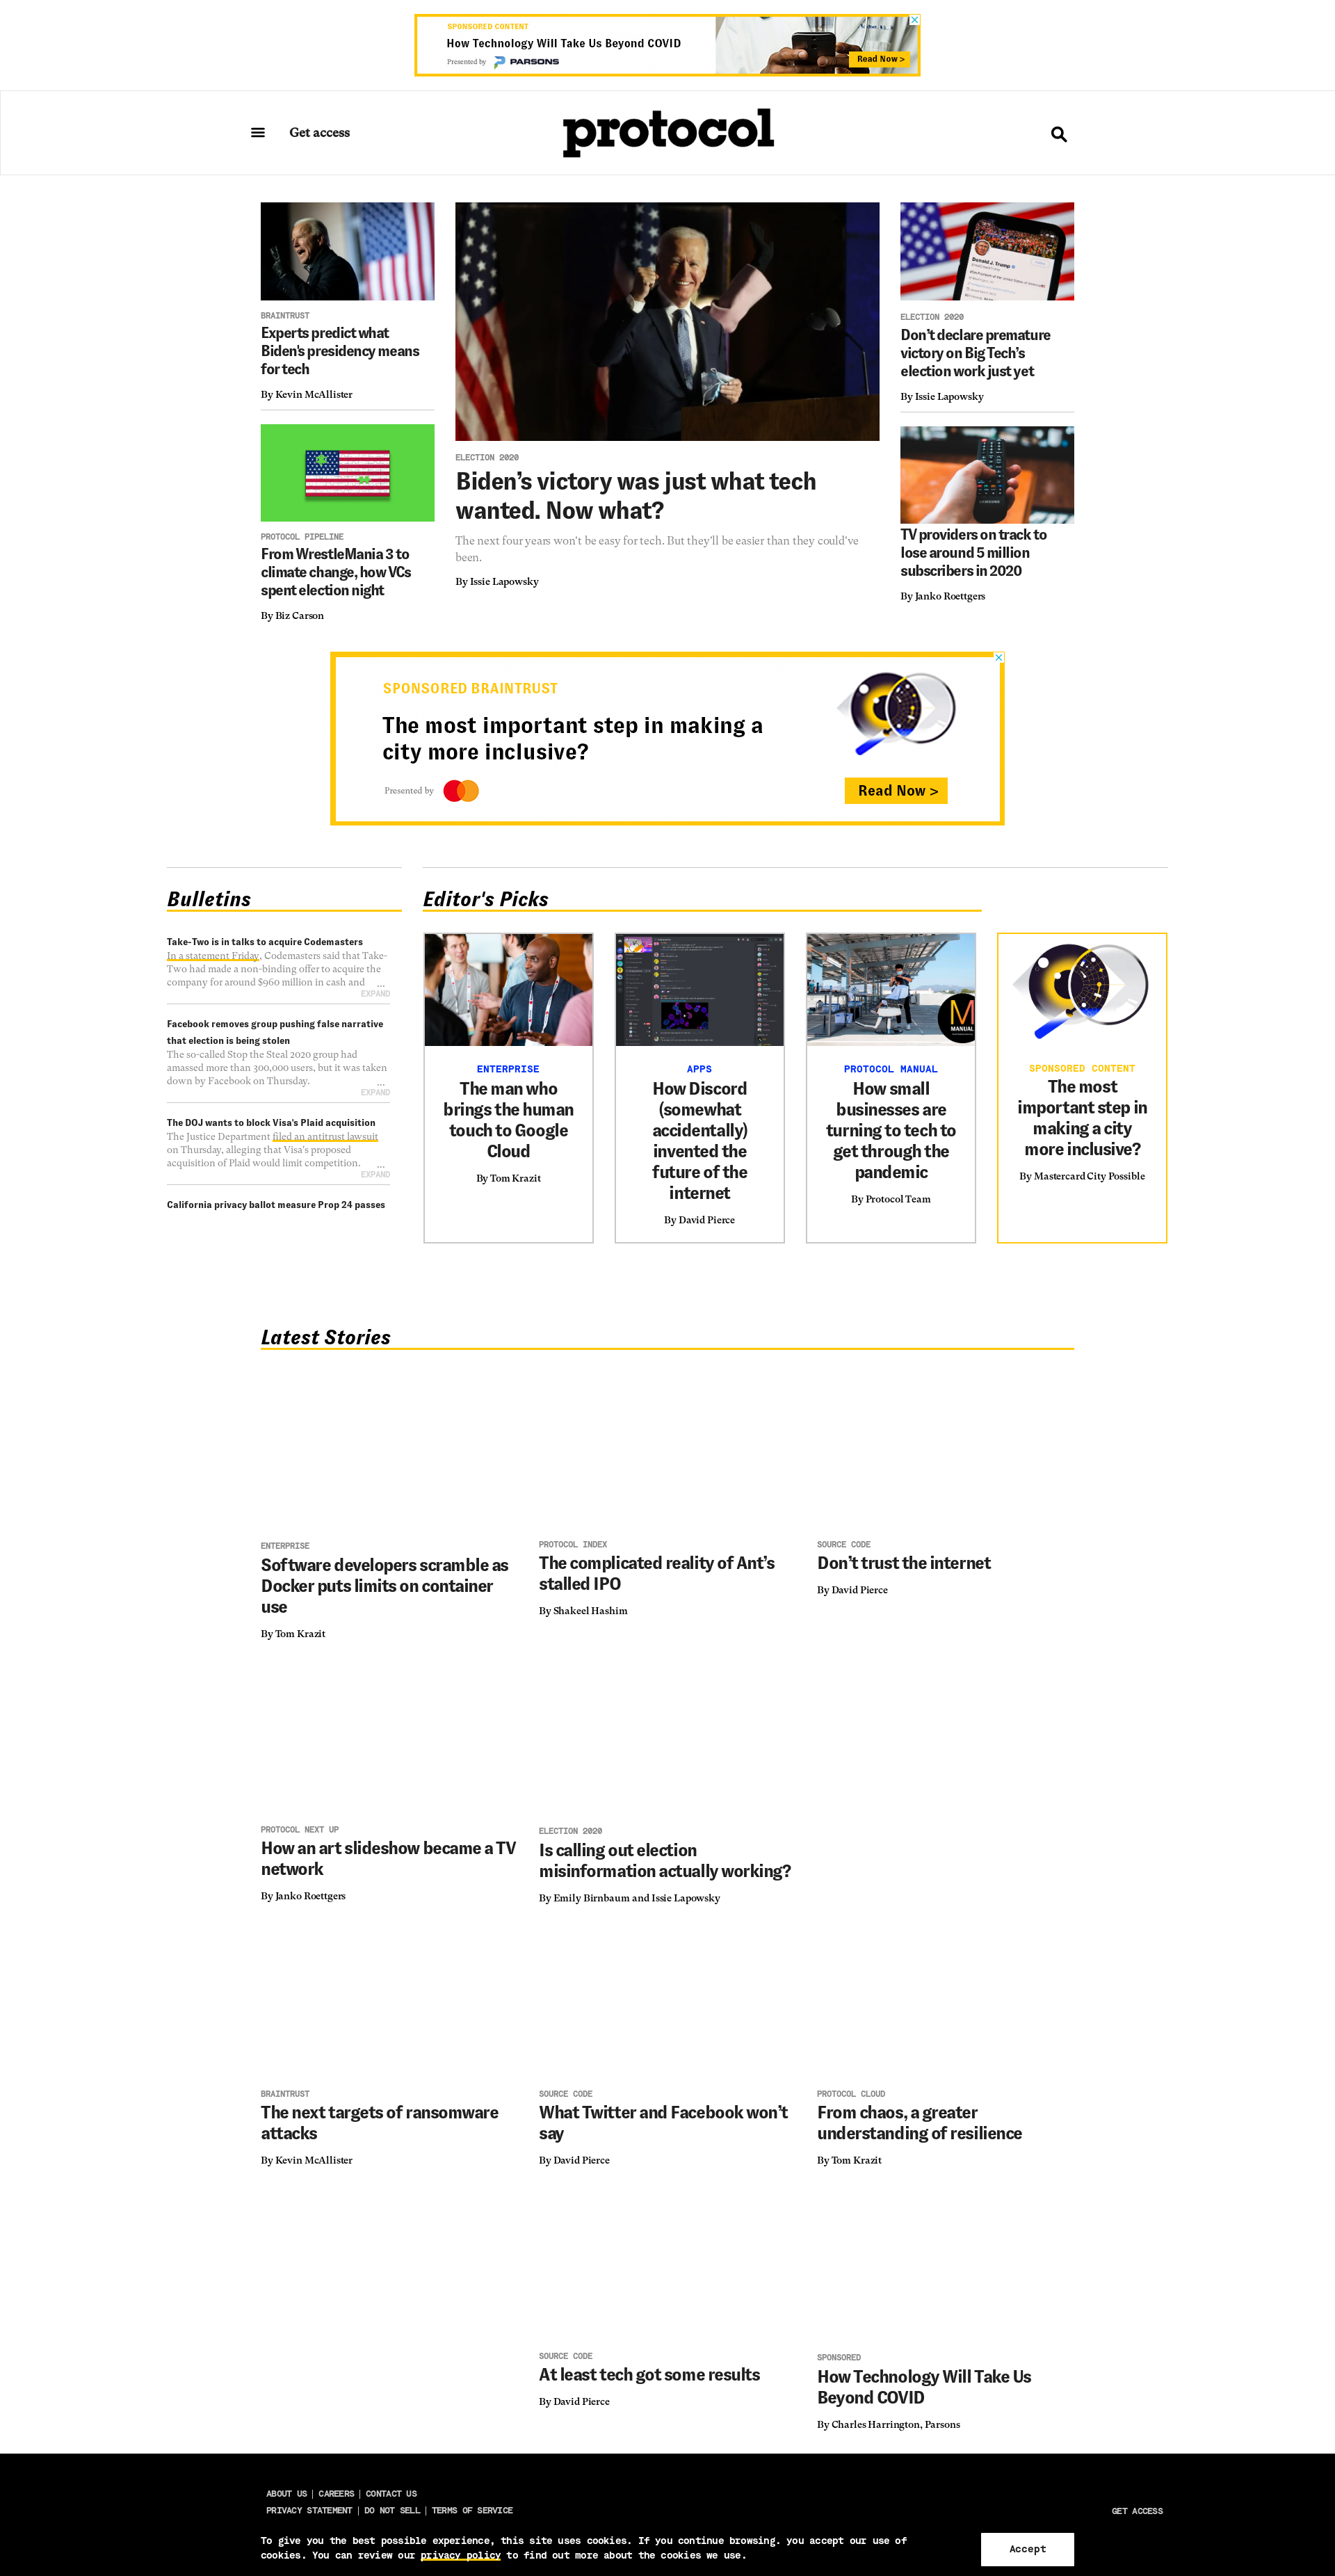 SPONSORED CONTENT
How Technology Will Take Us Beyond COVID
Presented by PARSONS
Read Now >
Get access
protocol
BRAINTRUST
Experts predict what
Biden's presidency means
for tech
By Kevin McAllister
PROTOCOL PIPELINE
From WrestleMania 3 to
climate change, how VCs
spent election night
By Biz Carson
ELECTION 2020
Biden’s victory was just what tech
wanted. Now what?
The next four years won't be easy for tech. But they'll be easier than they could've
been.
By Issie Lapowsky
Donald J. Trump
ELECTION 2020
Don’t declare premature
victory on Big Tech’s
election work just yet
By Issie Lapowsky
SAMSUNG
TV providers on track to
lose around 5 million
subscribers in 2020
By Janko Roettgers
SPONSORED BRAINTRUST
The most important step in making a
city more inclusive?
Presented by
Read Now >
Bulletins
Take-Two is in talks to acquire Codemasters
In a statement Friday, Codemasters said that Take-
Two had made a non-binding offer to acquire the
company for around $960 million in cash and ...
EXPAND
Facebook removes group pushing false narrative
that election is being stolen
The so-called Stop the Steal 2020 group had
amassed more than 300,000 users, but it was taken
down by Facebook on Thursday. ...
EXPAND
The DOJ wants to block Visa's Plaid acquisition
The Justice Department filed an antitrust lawsuit
on Thursday, alleging that Visa's proposed
acquisition of Plaid would limit competition. ...
EXPAND
California privacy ballot measure Prop 24 passes
Editor's Picks
ENTERPRISE
The man who
brings the human
touch to Google
Cloud
By Tom Krazit
APPS
How Discord
(somewhat
accidentally)
invented the
future of the
internet
By David Pierce
M
MANUAL
PROTOCOL MANUAL
How small
businesses are
turning to tech to
get through the
pandemic
By Protocol Team
SPONSORED CONTENT
The most
important step in
making a city
more inclusive?
By Mastercard City Possible
Latest Stories
ENTERPRISE
Software developers scramble as
Docker puts limits on container
use
By Tom Krazit
PROTOCOL INDEX
The complicated reality of Ant’s
stalled IPO
By Shakeel Hashim
SOURCE CODE
Don’t trust the internet
By David Pierce
PROTOCOL NEXT UP
How an art slideshow became a TV
network
By Janko Roettgers
ELECTION 2020
Is calling out election
misinformation actually working?
By Emily Birnbaum and Issie Lapowsky
BRAINTRUST
The next targets of ransomware
attacks
By Kevin McAllister
SOURCE CODE
What Twitter and Facebook won’t
say
By David Pierce
PROTOCOL CLOUD
From chaos, a greater
understanding of resilience
By Tom Krazit
SOURCE CODE
At least tech got some results
By David Pierce
SPONSORED
How Technology Will Take Us
Beyond COVID
By Charles Harrington, Parsons
ABOUT US | CAREERS | CONTACT US
PRIVACY STATEMENT | DO NOT SELL | TERMS OF SERVICE
GET ACCESS
To give you the best possible experience, this site uses cookies. If you continue browsing. you accept our use of
cookies. You can review our privacy policy to find out more about the cookies we use.
Accept